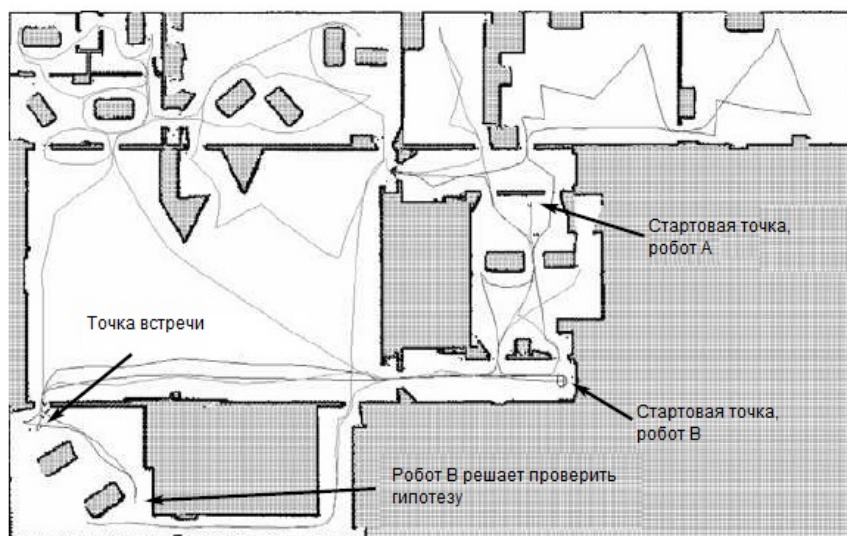 Стартовая точка,
робот А
Точка встречи
Стартовая точка,
робот В
Робот В решает проверить
гипотезу